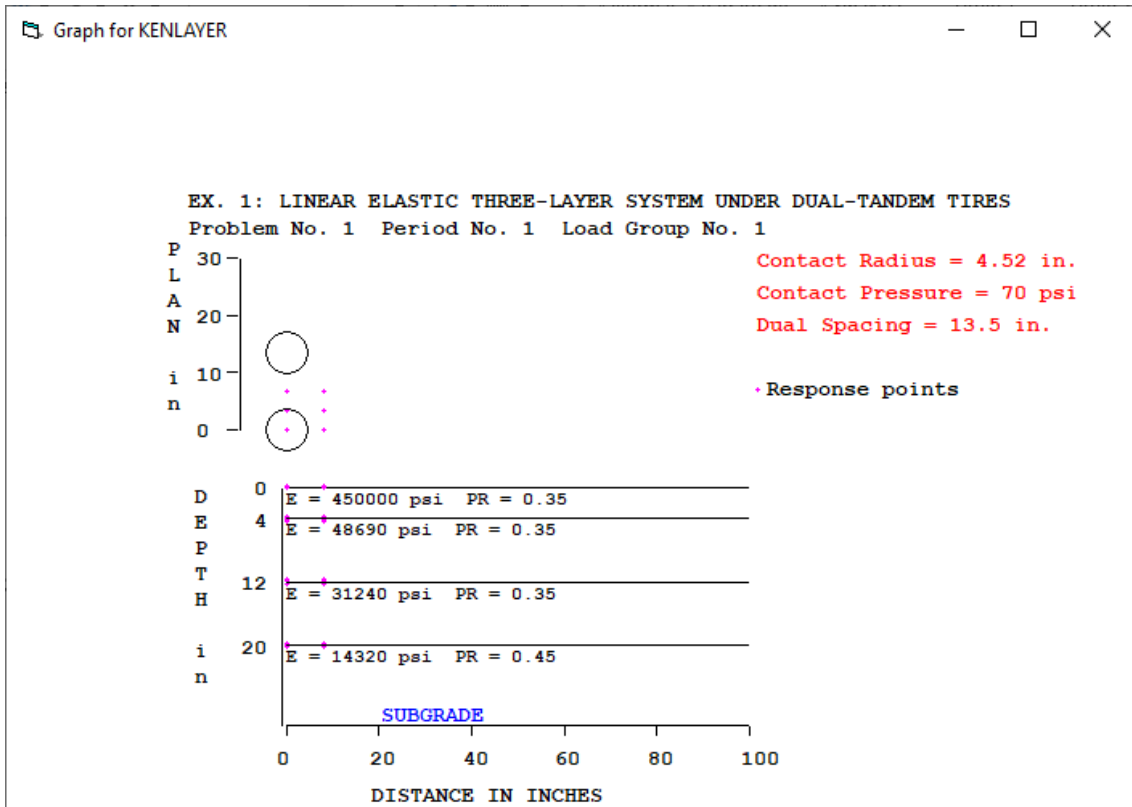 Graph for KENLAYER
EX. 1: LINEAR ELASTIC THREE-LAYER SYSTEM UNDER DUAL-TANDEM TIRES
Problem No. 1 Period No. 1 Load Group No. 1
PLAN in
30
20
10
0
Contact Radius = 4.52 in.
Contact Pressure = 70 psi
Dual Spacing = 13.5 in.
Response points
DEPTH in
0
E = 450000 psi PR = 0.35
4
E = 48690 psi PR = 0.35
12
E = 31240 psi PR = 0.35
20
E = 14320 psi PR = 0.45
SUBGRADE
0 20 40 60 80 100
DISTANCE IN INCHES